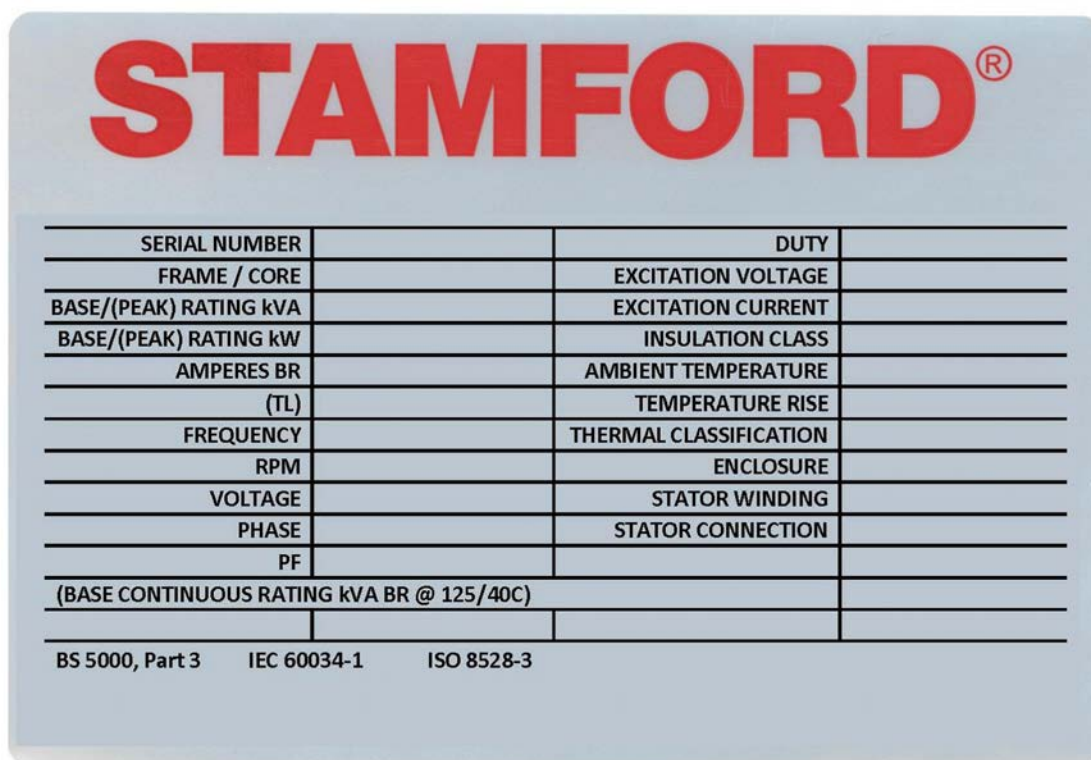 STAMFORD®
SERIAL NUMBER DUTY
FRAME / CORE EXCITATION VOLTAGE
BASE/(PEAK) RATING kVA EXCITATION CURRENT
BASE/(PEAK) RATING kW INSULATION CLASS
AMPERES BR AMBIENT TEMPERATURE
(TL) TEMPERATURE RISE
FREQUENCY THERMAL CLASSIFICATION
RPM ENCLOSURE
VOLTAGE STATOR WINDING
PHASE STATOR CONNECTION
PF
(BASE CONTINUOUS RATING kVA BR @ 125/40C)
BS 5000, Part 3 IEC 60034-1 ISO 8528-3